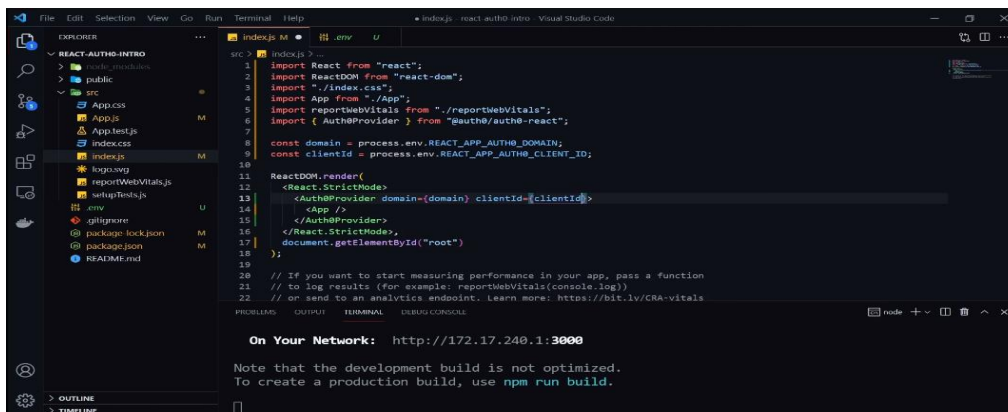 File Edit Selection View Go Run Terminal Help
● index.js - react-auth0-intro - Visual Studio Code
EXPLORER
REACT-AUTH0-INTRO
node_modules
public
src
App.css
App.js M
App.test.js
index.css
index.js M
logo.svg
reportWebVitals.js
setupTests.js
.env U
.gitignore
package-lock.json M
package.json M
README.md
OUTLINE
TIMELINE
index.js M ●
.env U
src > index.js > ...
1 import React from "react";
2 import ReactDOM from "react-dom";
3 import "./index.css";
4 import App from "./App";
5 import reportWebVitals from "./reportWebVitals";
6 import { Auth0Provider } from "@auth0/auth0-react";
7
8 const domain = process.env.REACT_APP_AUTH0_DOMAIN;
9 const clientId = process.env.REACT_APP_AUTH0_CLIENT_ID;
10
11 ReactDOM.render(
12 <React.StrictMode>
13 <Auth0Provider domain={domain} clientId={clientId}>
14 <App />
15 </Auth0Provider>
16 </React.StrictMode>,
17 document.getElementById("root")
18 );
19
20 // If you want to start measuring performance in your app, pass a function
21 // to log results (for example: reportWebVitals(console.log))
22 // or send to an analytics endpoint. Learn more: https://bit.ly/CRA-vitals
PROBLEMS OUTPUT TERMINAL DEBUG CONSOLE
node
On Your Network: http://172.17.240.1:3000
Note that the development build is not optimized.
To create a production build, use npm run build.